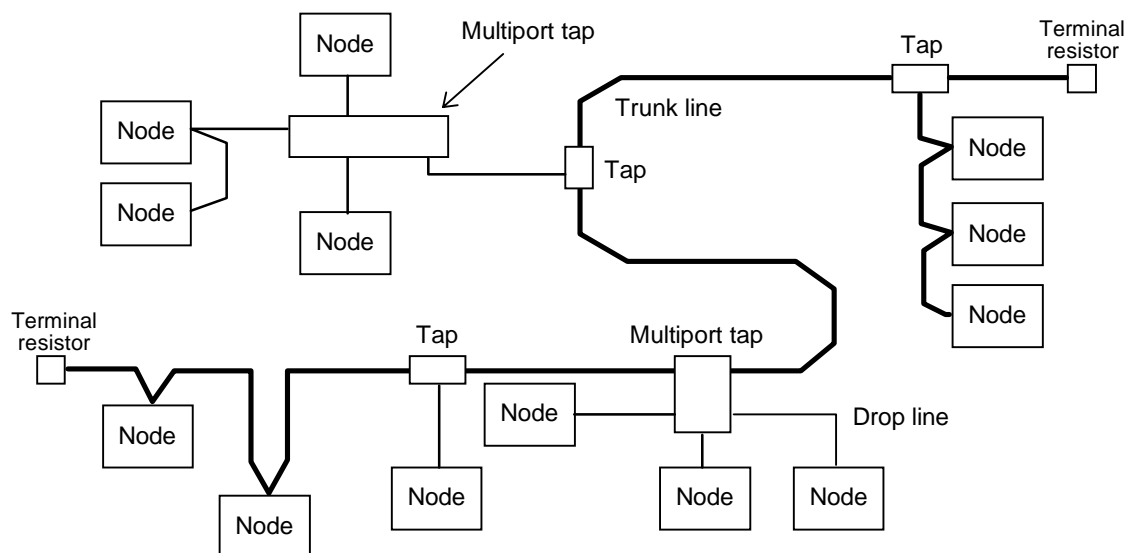 Multiport tap
Node
Terminal
resistor
Tap
Trunk line
Node
Node
Tap
Node
Node
Node
Node
Node
Terminal
resistor
Tap
Multiport tap
Node
Drop line
Node
Node
Node
Node
Node